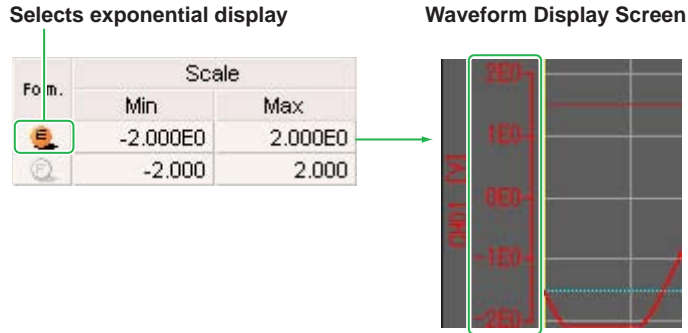 Selects exponential display
Waveform Display Screen
Form.
Scale
Min
Max
E
-2.000E0
2.000E0
F
-2.000
2.000
2E0
1E0
0E0
-1E0
-2E0
CH01 [V]